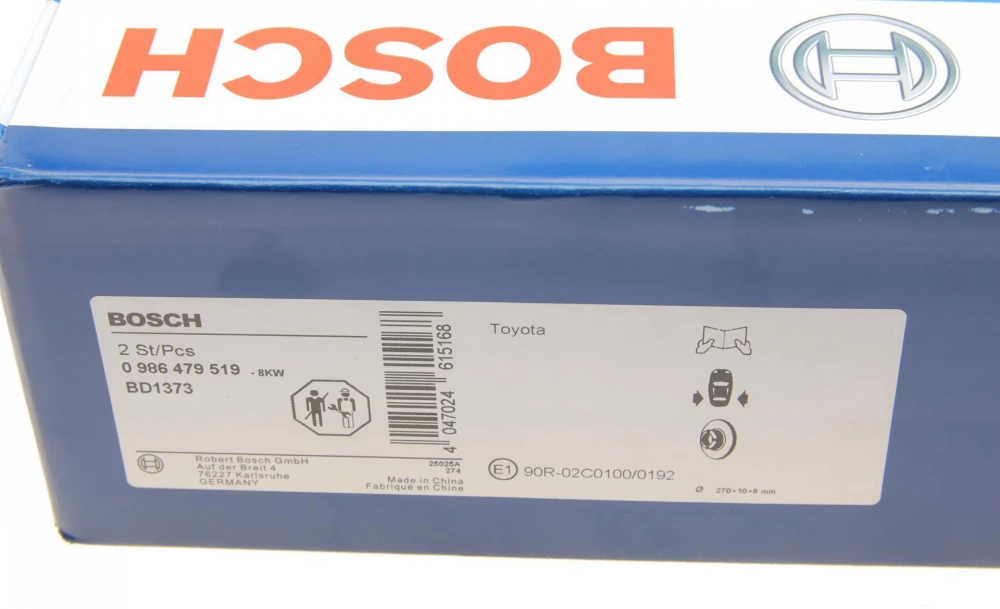 BOSCH
BOSCH
2 St/Pcs
0 986 479 519 - 8KW
BD1373
4 047024 615168
Robert Bosch GmbH
Auf der Breit 4
76227 Karlsruhe
GERMANY
25025A
274
Made in China
Fabriqué en Chine
Toyota
E1 90R-02C0100/0192
Ø 270×10×8 mm